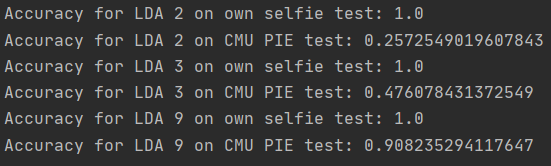 Accuracy for LDA 2 on own selfie test: 1.0
Accuracy for LDA 2 on CMU PIE test: 0.2572549019607843
Accuracy for LDA 3 on own selfie test: 1.0
Accuracy for LDA 3 on CMU PIE test: 0.476078431372549
Accuracy for LDA 9 on own selfie test: 1.0
Accuracy for LDA 9 on CMU PIE test: 0.908235294117647